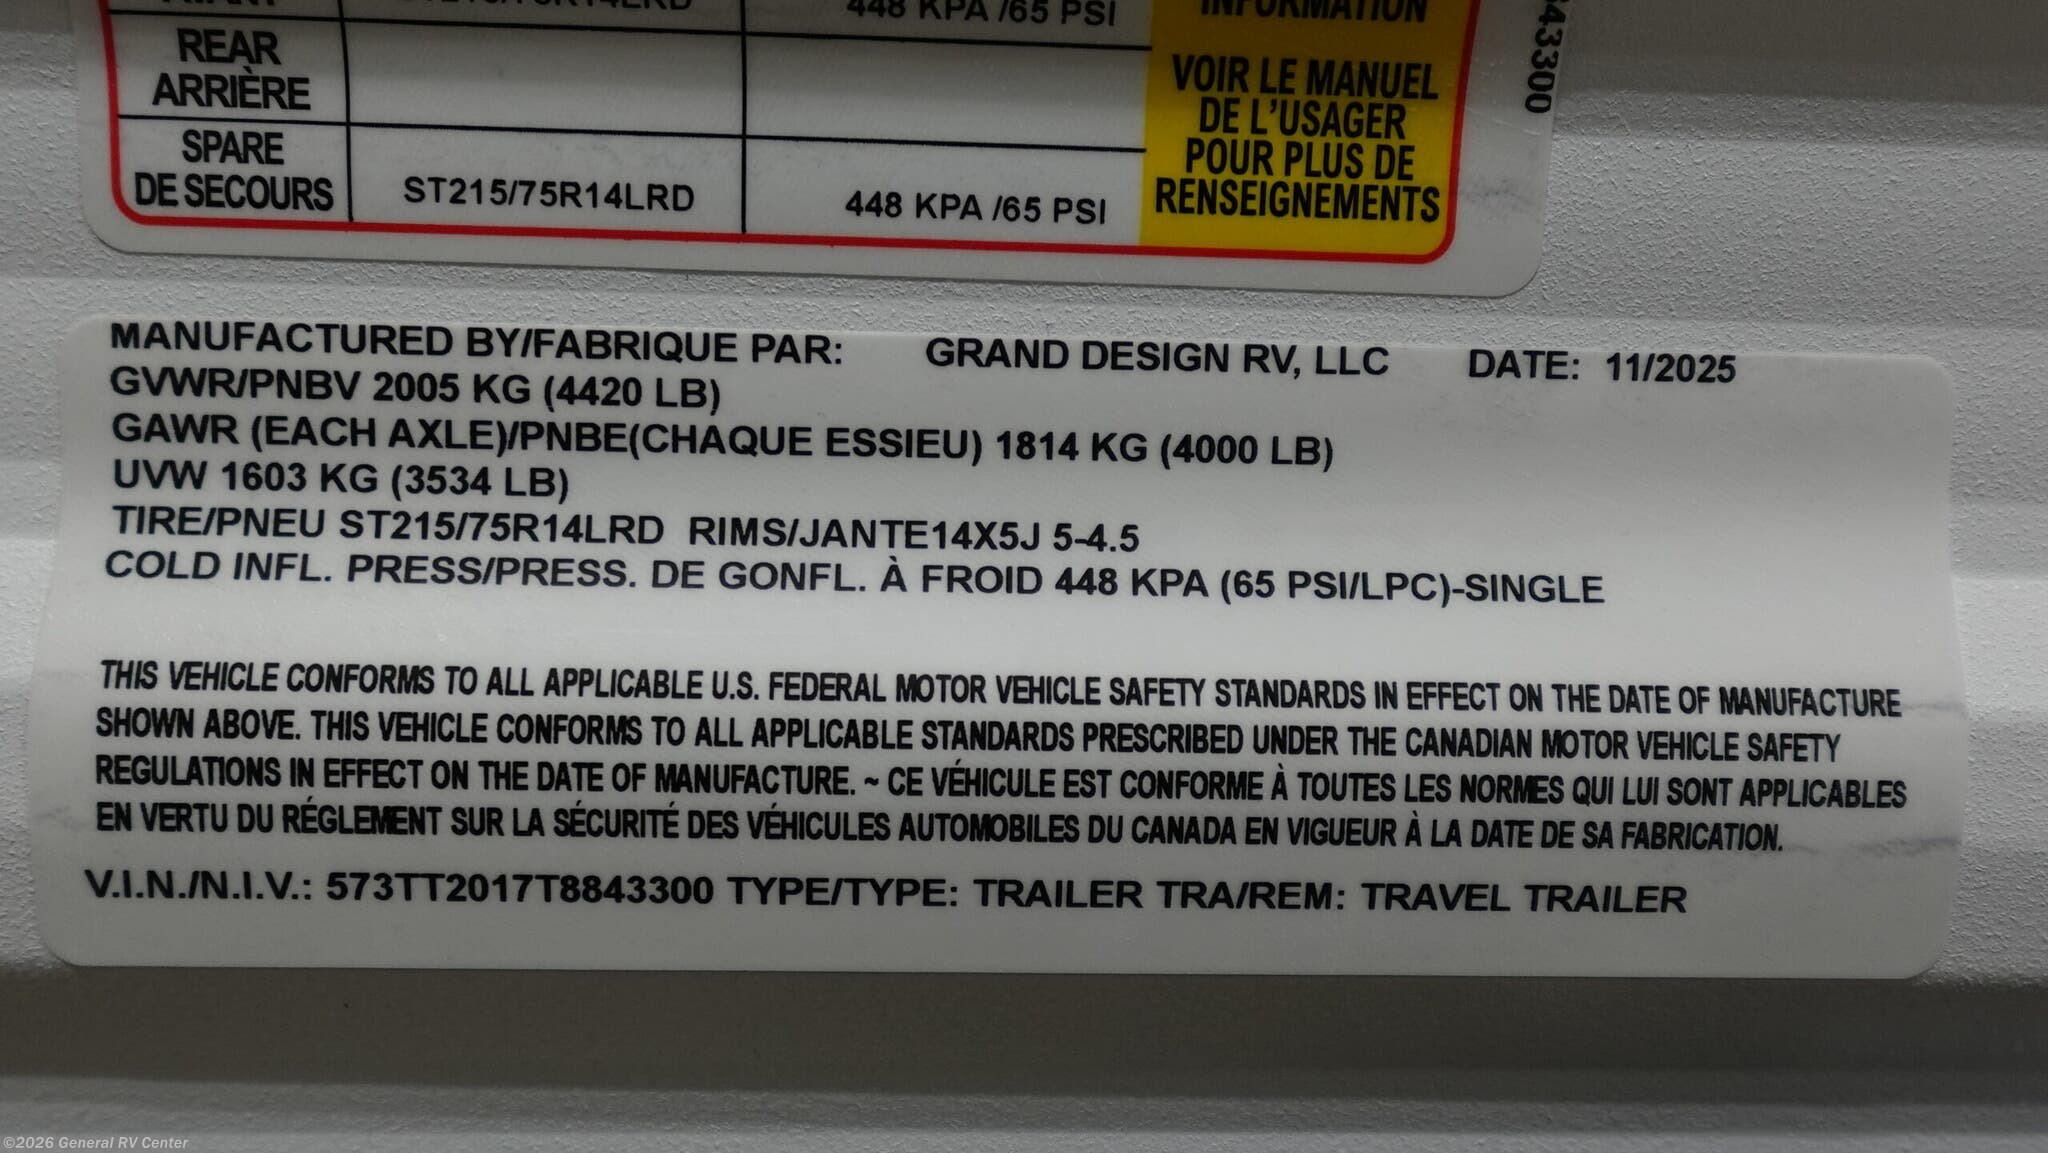 448 KPA /65 PSI
INFORMATION
REAR
ARRIÈRE
VOIR LE MANUEL
DE L'USAGER
POUR PLUS DE
RENSEIGNEMENTS
SPARE
DE SECOURS
ST215/75R14LRD
448 KPA /65 PSI
43300
MANUFACTURED BY/FABRIQUE PAR: GRAND DESIGN RV, LLC DATE: 11/2025
GVWR/PNBV 2005 KG (4420 LB)
GAWR (EACH AXLE)/PNBE(CHAQUE ESSIEU) 1814 KG (4000 LB)
UVW 1603 KG (3534 LB)
TIRE/PNEU ST215/75R14LRD RIMS/JANTE14X5J 5-4.5
COLD INFL. PRESS/PRESS. DE GONFL. À FROID 448 KPA (65 PSI/LPC)-SINGLE
THIS VEHICLE CONFORMS TO ALL APPLICABLE U.S. FEDERAL MOTOR VEHICLE SAFETY STANDARDS IN EFFECT ON THE DATE OF MANUFACTURE
SHOWN ABOVE. THIS VEHICLE CONFORMS TO ALL APPLICABLE STANDARDS PRESCRIBED UNDER THE CANADIAN MOTOR VEHICLE SAFETY
REGULATIONS IN EFFECT ON THE DATE OF MANUFACTURE. ~ CE VÉHICULE EST CONFORME À TOUTES LES NORMES QUI LUI SONT APPLICABLES
EN VERTU DU RÉGLEMENT SUR LA SÉCURITÉ DES VÉHICULES AUTOMOBILES DU CANADA EN VIGUEUR À LA DATE DE SA FABRICATION.
V.I.N./N.I.V.: 573TT2017T8843300 TYPE/TYPE: TRAILER TRA/REM: TRAVEL TRAILER
©2026 General RV Center